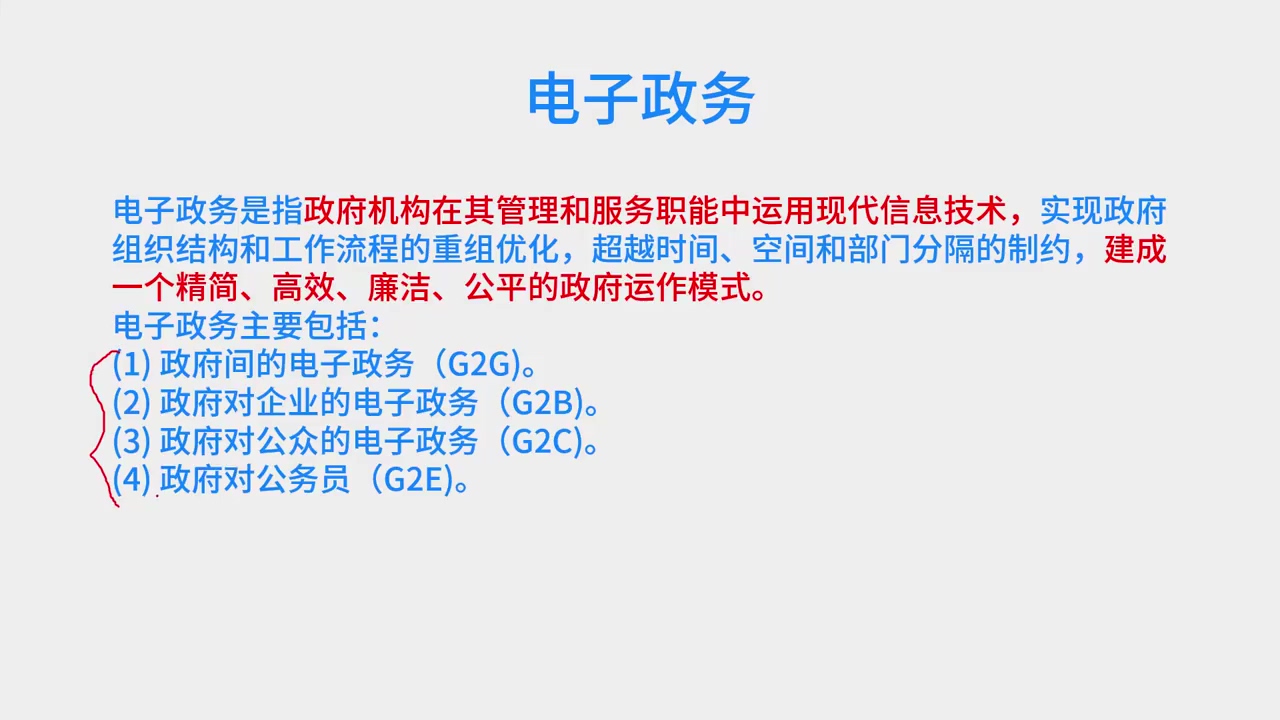 电子政务
电子政务是指政府机构在其管理和服务职能中运用现代信息技术，实现政府
组织结构和工作流程的重组优化，超越时间、空间和部门分隔的制约，建成
一个精简、高效、廉洁、公平的政府运作模式。
电子政务主要包括：
(1) 政府间的电子政务（G2G)。
(2) 政府对企业的电子政务（G2B)。
(3) 政府对公众的电子政务（G2C)。
(4) 政府对公务员（G2E)。